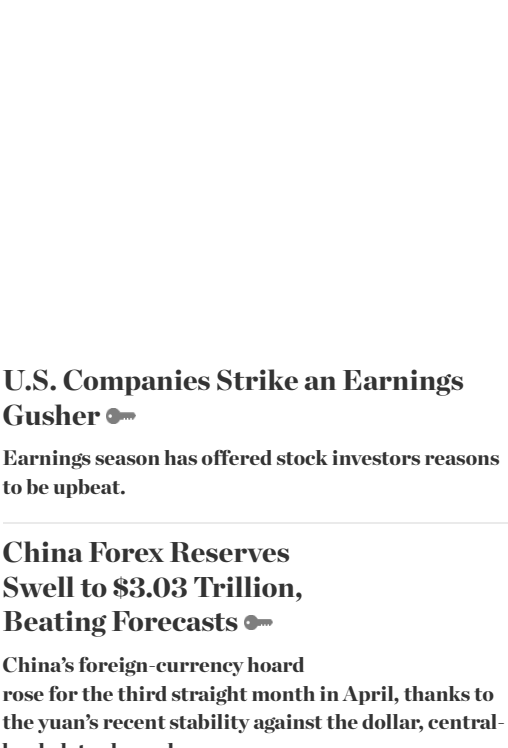 U.S. Companies Strike an Earnings
Gusher
Earnings season has offered stock investors reasons
to be upbeat.
China Forex Reserves
Swell to $3.03 Trillion,
Beating Forecasts
China’s foreign-currency hoard
rose for the third straight month in April, thanks to
the yuan’s recent stability against the dollar, central-